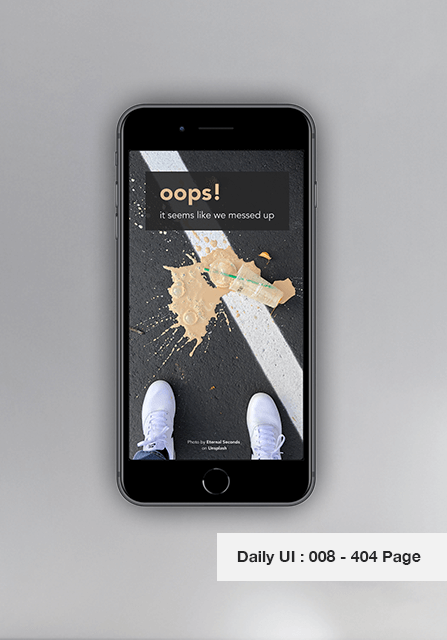 oops!
it seems like we messed up
Photo by Eternal Seconds
on Unsplash
Daily UI : 008 - 404 Page